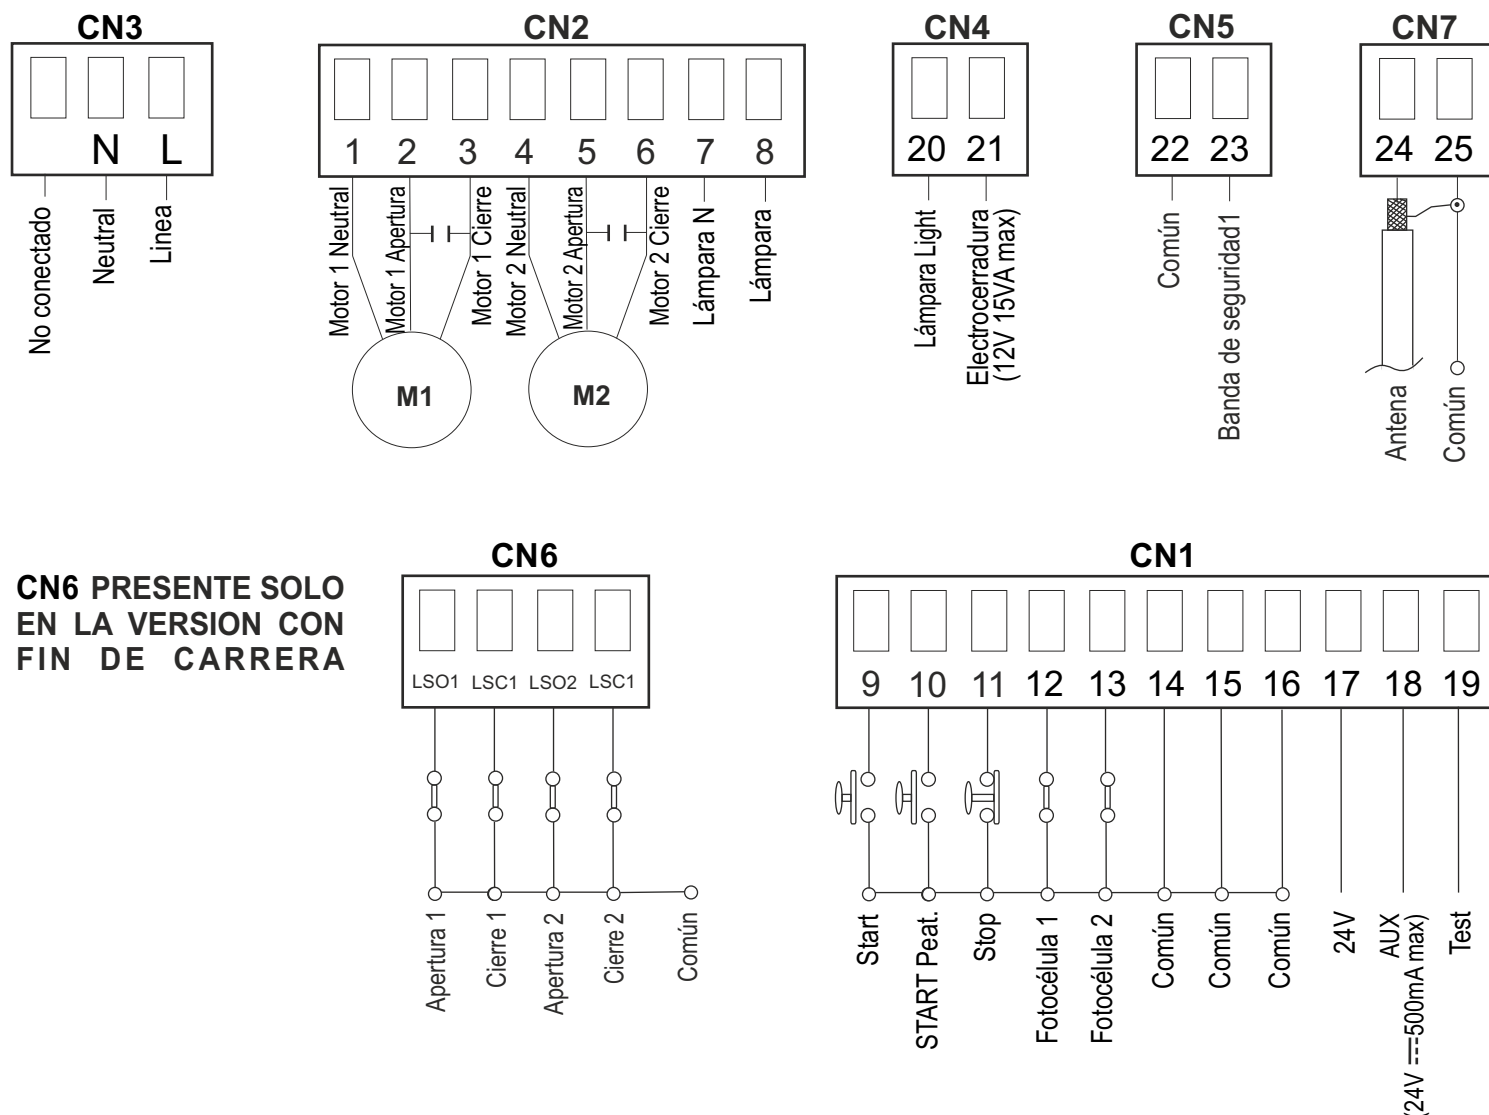 CN3
CN2
CN4
CN5
CN7
N L
1 2 3 4 5 6 7 8
20 21
22 23
24 25
No conectado
Neutral
Linea
Motor 1 Neutral
Motor 1 Apertura
Motor 1 Cierre
Motor 2 Neutral
Motor 2 Apertura
Motor 2 Cierre
Lámpara N
Lámpara
Lámpara Light
Electrocerradura
(12V 15VA max)
Común
Banda de seguridad1
Antena
Común
M1
M2
CN6 PRESENTE SOLO
EN LA VERSION CON
FIN DE CARRERA
CN6
LSO1 LSC1 LSO2 LSC1
Apertura 1
Cierre 1
Apertura 2
Cierre 2
Común
CN1
9 10 11 12 13 14 15 16 17 18 19
Start
START Peat.
Stop
Fotocélula 1
Fotocélula 2
Común
Común
Común
24V
AUX
(24V ⎓500mA max)
Test